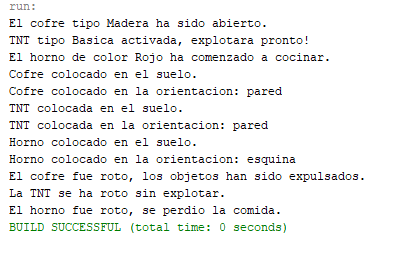 run:
El cofre tipo Madera ha sido abierto.
TNT tipo Basica activada, explotara pronto!
El horno de color Rojo ha comenzado a cocinar.
Cofre colocado en el suelo.
Cofre colocado en la orientacion: pared
TNT colocada en el suelo.
TNT colocada en la orientacion: pared
Horno colocado en el suelo.
Horno colocado en la orientacion: esquina
El cofre fue roto, los objetos han sido expulsados.
La TNT se ha roto sin explotar.
El horno fue roto, se perdio la comida.
BUILD SUCCESSFUL (total time: 0 seconds)